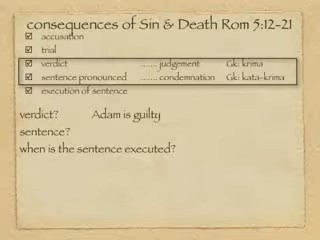 consequences of Sin & Death Rom 5:12-21
accusation
trial
verdict ....... judgement Gk: krima
sentence pronounced ....... condemnation Gk: kata-krima
execution of sentence
verdict? Adam is guilty
sentence?
when is the sentence executed?